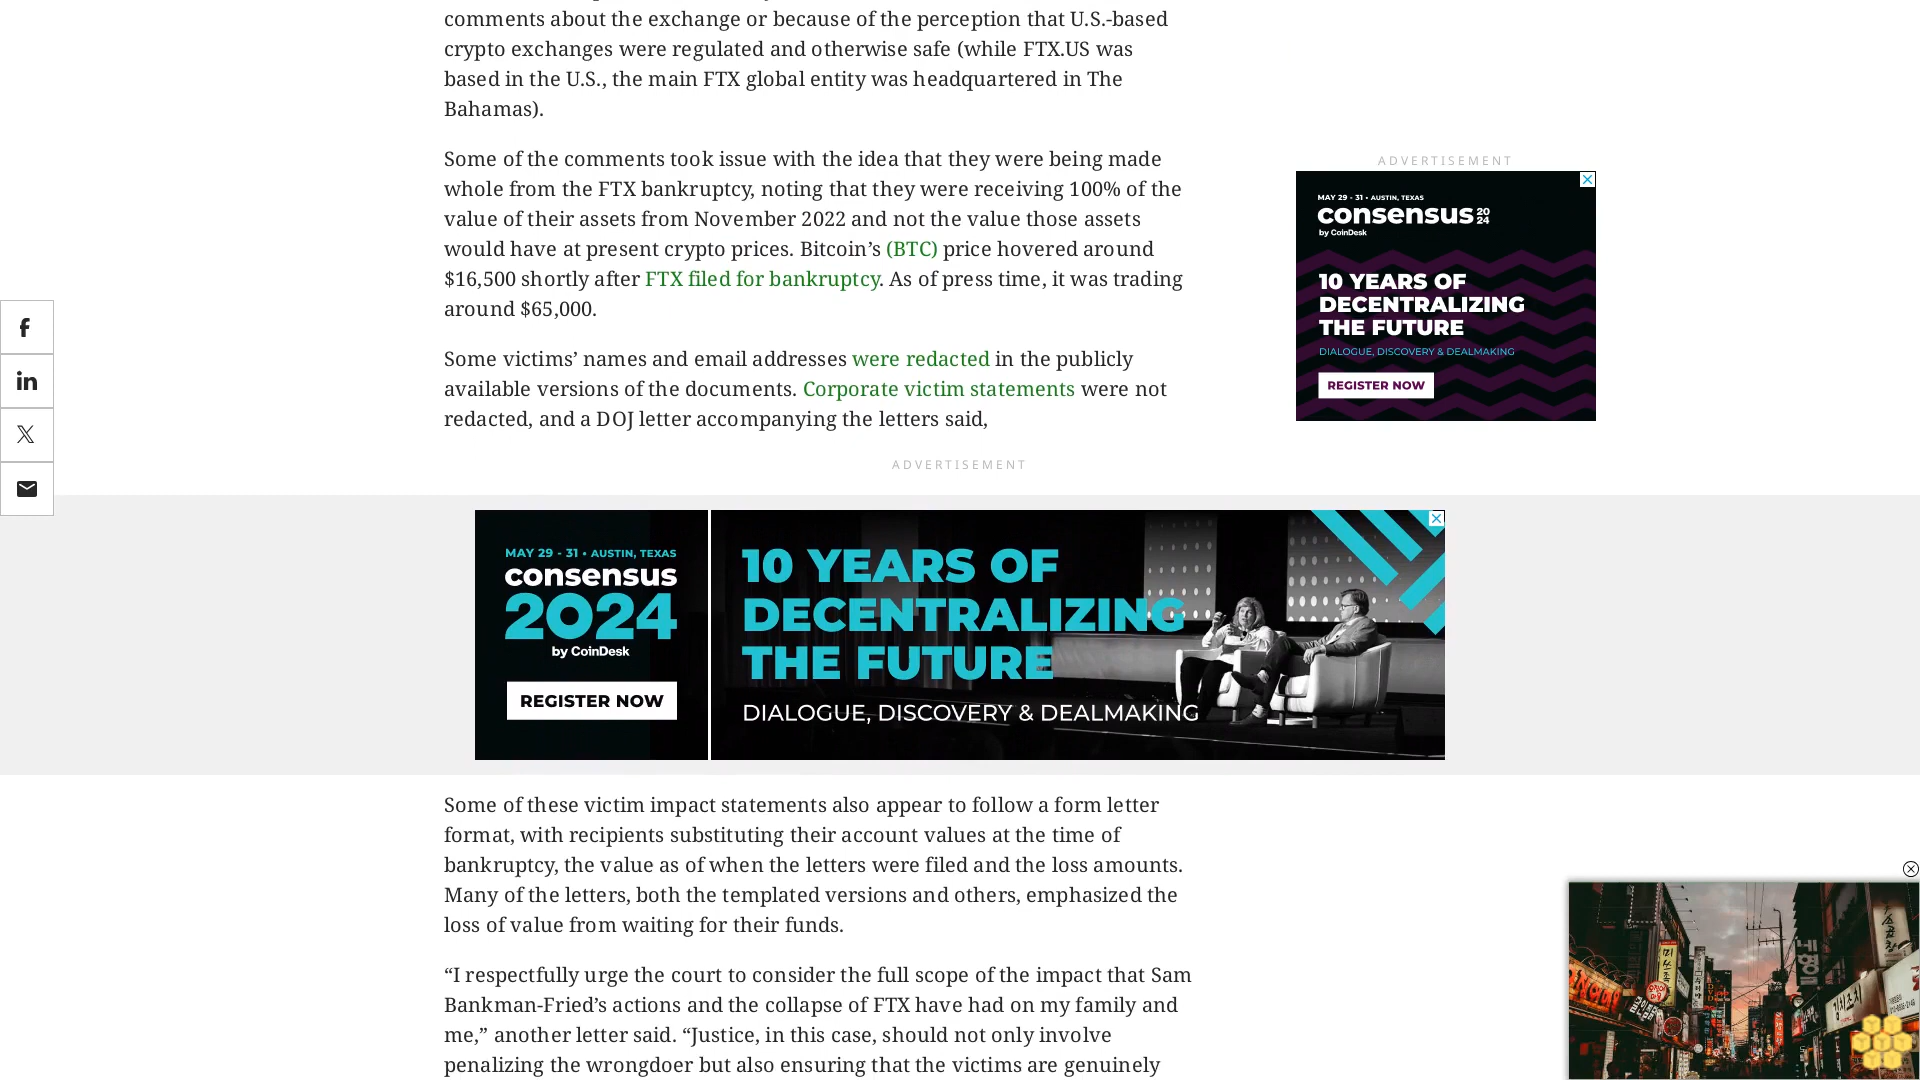 comments about the exchange or because of the perception that U.S.-based
crypto exchanges were regulated and otherwise safe (while FTX.US was
based in the U.S., the main FTX global entity was headquartered in The
Bahamas).
Some of the comments took issue with the idea that they were being made
whole from the FTX bankruptcy, noting that they were receiving 100% of the
value of their assets from November 2022 and not the value those assets
would have at present crypto prices. Bitcoin’s (BTC) price hovered around
$16,500 shortly after FTX filed for bankruptcy. As of press time, it was trading
around $65,000.
Some victims’ names and email addresses were redacted in the publicly
available versions of the documents. Corporate victim statements were not
redacted, and a DOJ letter accompanying the letters said,
ADVERTISEMENT
MAY 29 - 31 • AUSTIN, TEXAS
consensus 2024
by CoinDesk
10 YEARS OF
DECENTRALIZING
THE FUTURE
DIALOGUE, DISCOVERY & DEALMAKING
REGISTER NOW
ADVERTISEMENT
MAY 29 - 31 • AUSTIN, TEXAS
consensus
2024
by CoinDesk
REGISTER NOW
10 YEARS OF
DECENTRALIZING
THE FUTURE
DIALOGUE, DISCOVERY & DEALMAKING
Some of these victim impact statements also appear to follow a form letter
format, with recipients substituting their account values at the time of
bankruptcy, the value as of when the letters were filed and the loss amounts.
Many of the letters, both the templated versions and others, emphasized the
loss of value from waiting for their funds.
“I respectfully urge the court to consider the full scope of the impact that Sam
Bankman-Fried’s actions and the collapse of FTX have had on my family and
me,” another letter said. “Justice, in this case, should not only involve
penalizing the wrongdoer but also ensuring that the victims are genuinely